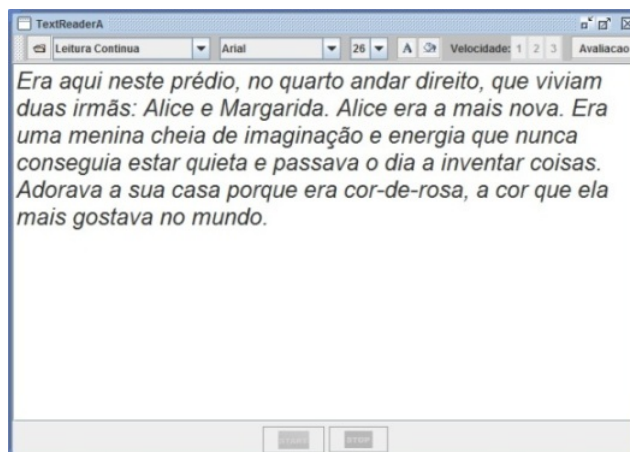 TextReaderA
Leitura Continua Arial 26 A Velocidade: 1 2 3 Avaliacao
Era aqui neste prédio, no quarto andar direito, que viviam
duas irmãs: Alice e Margarida. Alice era a mais nova. Era
uma menina cheia de imaginação e energia que nunca
conseguia estar quieta e passava o dia a inventar coisas.
Adorava a sua casa porque era cor-de-rosa, a cor que ela
mais gostava no mundo.
START STOP